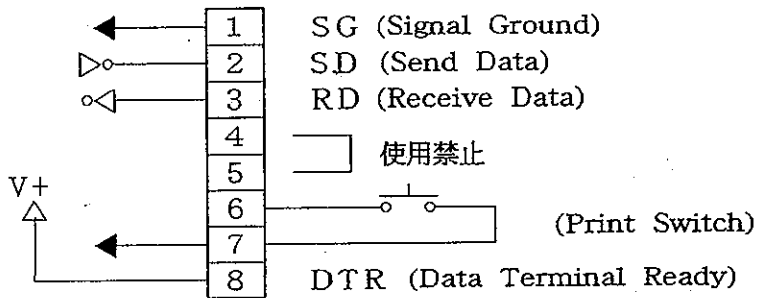 1 SG (Signal Ground)
2 SD (Send Data)
3 RD (Receive Data)
4
使用禁止
5
V+
6
(Print Switch)
7
8 DTR (Data Terminal Ready)